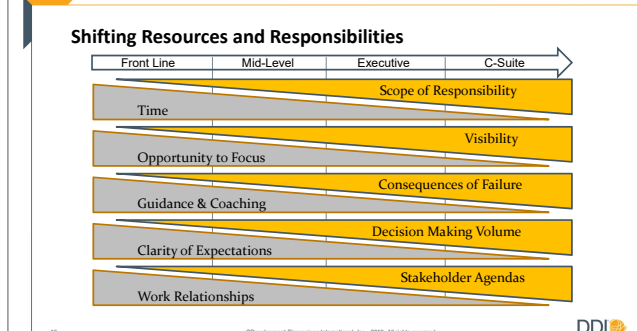 Shifting Resources and Responsibilities
Front Line Mid-Level Executive C-Suite
Scope of Responsibility
Time
Visibility
Opportunity to Focus
Consequences of Failure
Guidance & Coaching
Decision Making Volume
Clarity of Expectations
Stakeholder Agendas
Work Relationships
DDI